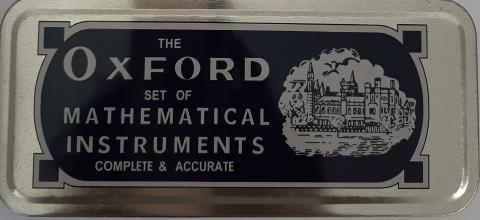 THE
OXFORD
SET OF
MATHEMATICAL
INSTRUMENTS
COMPLETE & ACCURATE